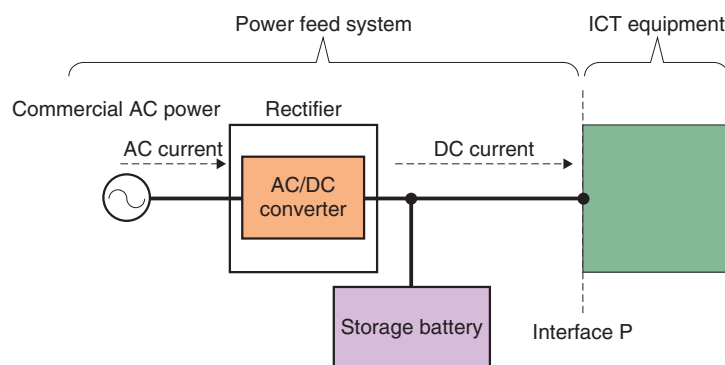 Power feed system
ICT equipment
Commercial AC power
Rectifier
AC current
DC current
AC/DC
converter
Storage battery
Interface P